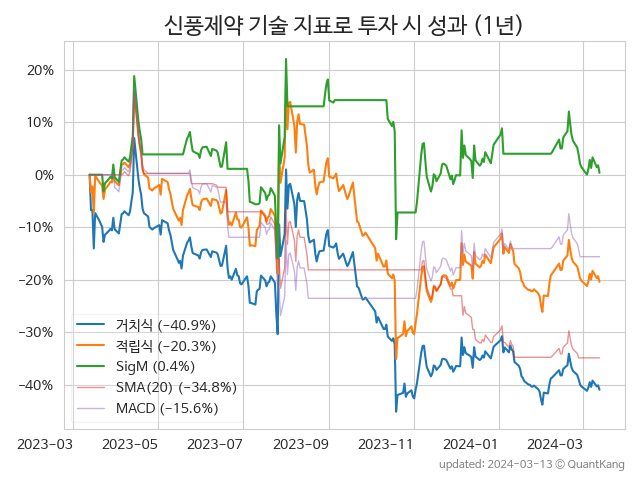 신풍제약 기술 지표로 투자 시 성과 (1년)
20%
10%
0%
−10%
−20%
−30%
−40%
거치식 (−40.9%)
적립식 (−20.3%)
SigM (0.4%)
SMA(20) (−34.8%)
MACD (−15.6%)
2023−03 2023−05 2023−07 2023−09 2023−11 2024−01 2024−03
updated: 2024−03−13 ⓒ QuantKang